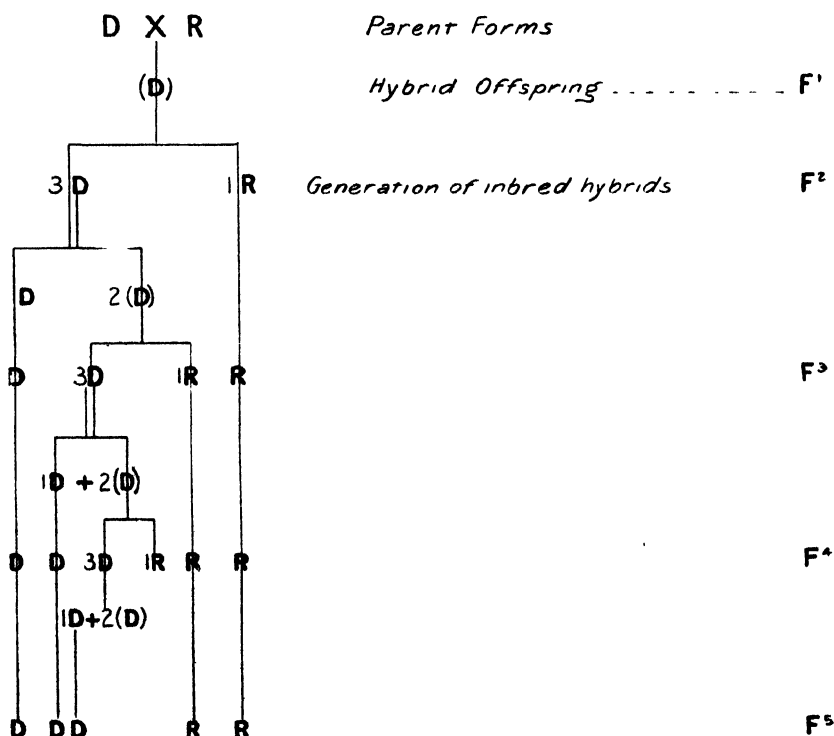 D X R Parent Forms
(D) Hybrid Offspring F¹
3 D 1 R Generation of inbred hybrids F²
D 2(D)
D 3D 1R R F³
1D + 2(D)
D D 3D 1R R R F⁴
1D+2(D)
D D D R R F⁵